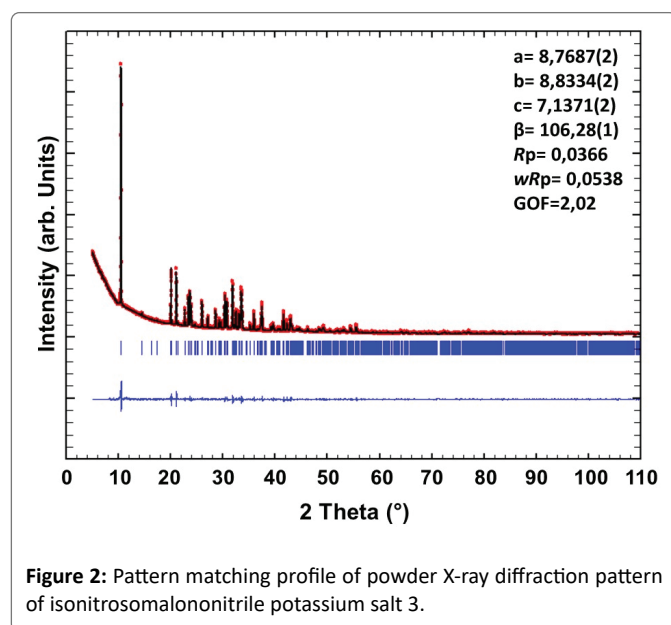 a= 8,7687(2)
b= 8,8334(2)
c= 7,1371(2)
β= 106,28(1)
Rp= 0,0366
wRp= 0,0538
GOF=2,02
Intensity (arb. Units)
0 10 20 30 40 50 60 70 80 90 100 110
2 Theta (°)
Figure 2: Pattern matching profile of powder X-ray diffraction pattern
of isonitrosomalononitrile potassium salt 3.